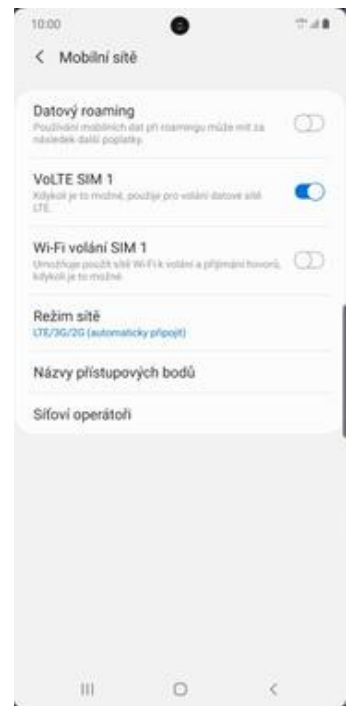 10:00
Mobilní sítě
Datový roaming
Používání mobilních dat při roamingu může mít za
následek další poplatky.
VoLTE SIM 1
Kdykoli je to možné, použije pro volání datové sítě
LTE.
Wi-Fi volání SIM 1
Umožňuje použít sítě Wi-Fi k volání a přijímání hovorů,
kdykoli je to možné.
Režim sítě
LTE/3G/2G (automaticky připojit)
Názvy přístupových bodů
Síťoví operátoři